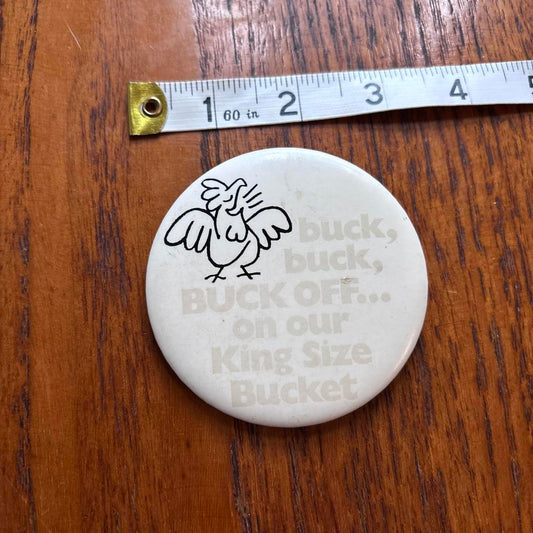 1 60 in 2 3 4 5
buck,
buck,
BUCK OFF...
on our
King Size
Bucket